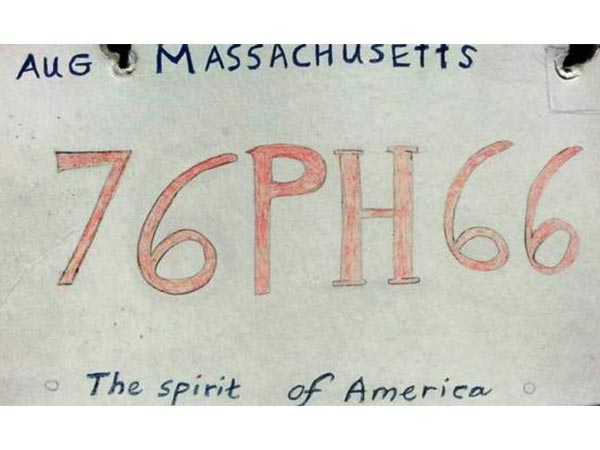 AUG MASSACHUSETTS
76PH66
The spirit of America